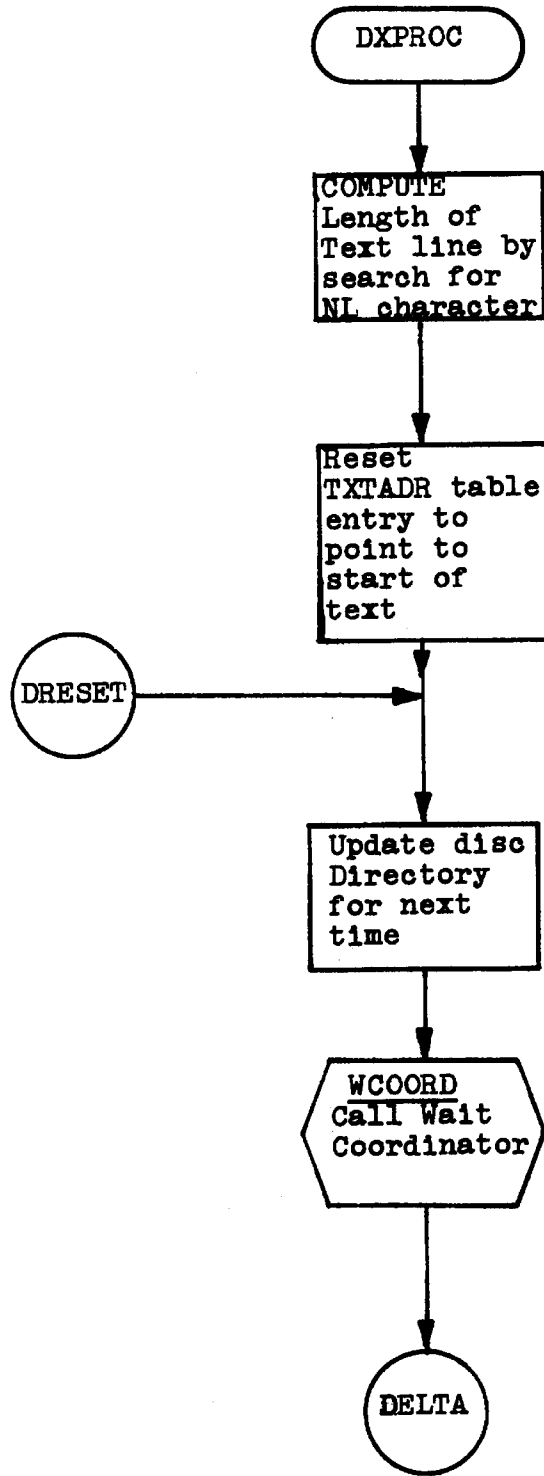 DXPROC
COMPUTE
Length of
Text line by
search for
NL character
Reset
TXTADR table
entry to
point to
start of
text
DRESET
Update disc
Directory
for next
time
WCOORD
Call Wait
Coordinator
DELTA